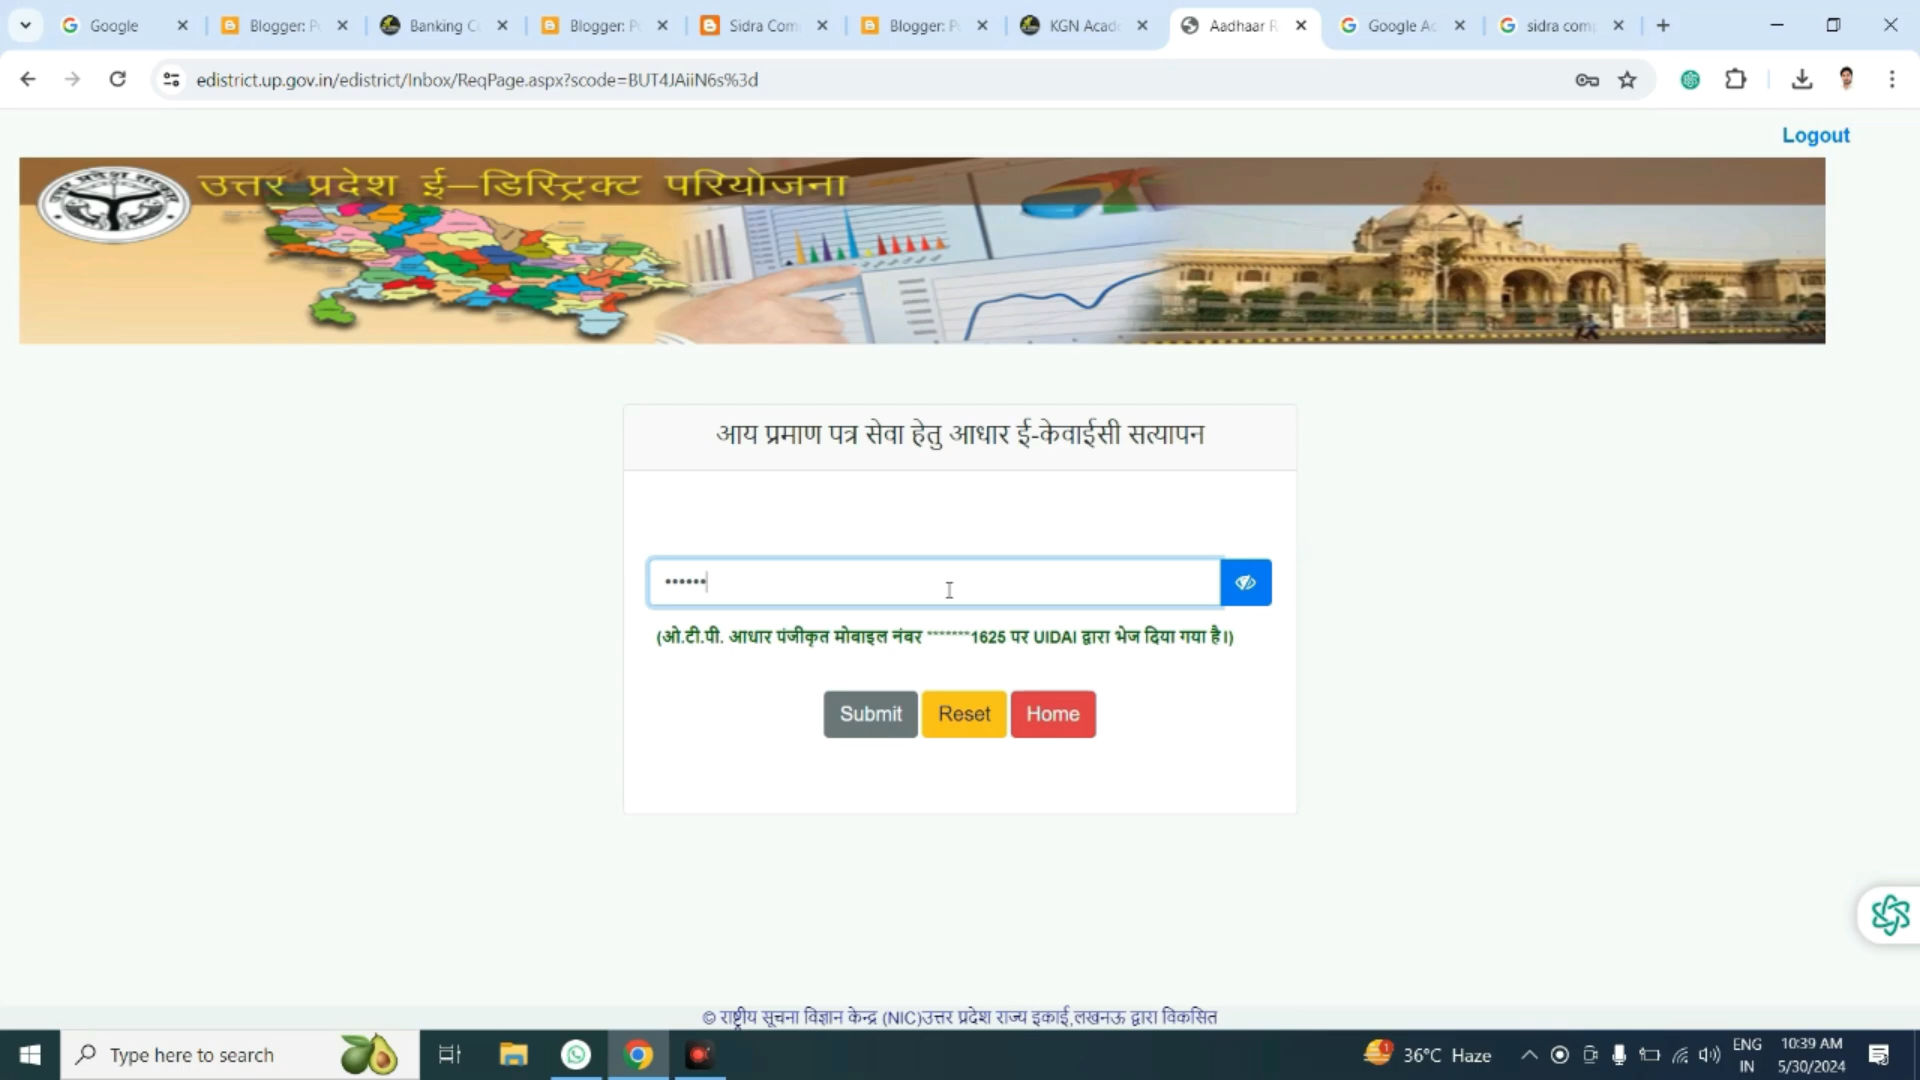 Google
Blogger: P
Banking C
Blogger: P
Sidra Com
Blogger: P
KGN Acad
Aadhaar R
Google Ac
sidra com
edistrict.up.gov.in/edistrict/Inbox/ReqPage.aspx?scode=BUT4JAiiN6s%3d
Logout
उत्तर प्रदेश ई–डिस्ट्रिक्ट परियोजना
आय प्रमाण पत्र सेवा हेतु आधार ई-केवाईसी सत्यापन
••••••
(ओ.टी.पी. आधार पंजीकृत मोबाइल नंबर *******1625 पर UIDAI द्वारा भेज दिया गया है।)
Submit Reset Home
© राष्ट्रीय सूचना विज्ञान केन्द्र (NIC)उत्तर प्रदेश राज्य इकाई,लखनऊ द्वारा विकसित
Type here to search
1
36°C Haze
ENG
IN
10:39 AM
5/30/2024